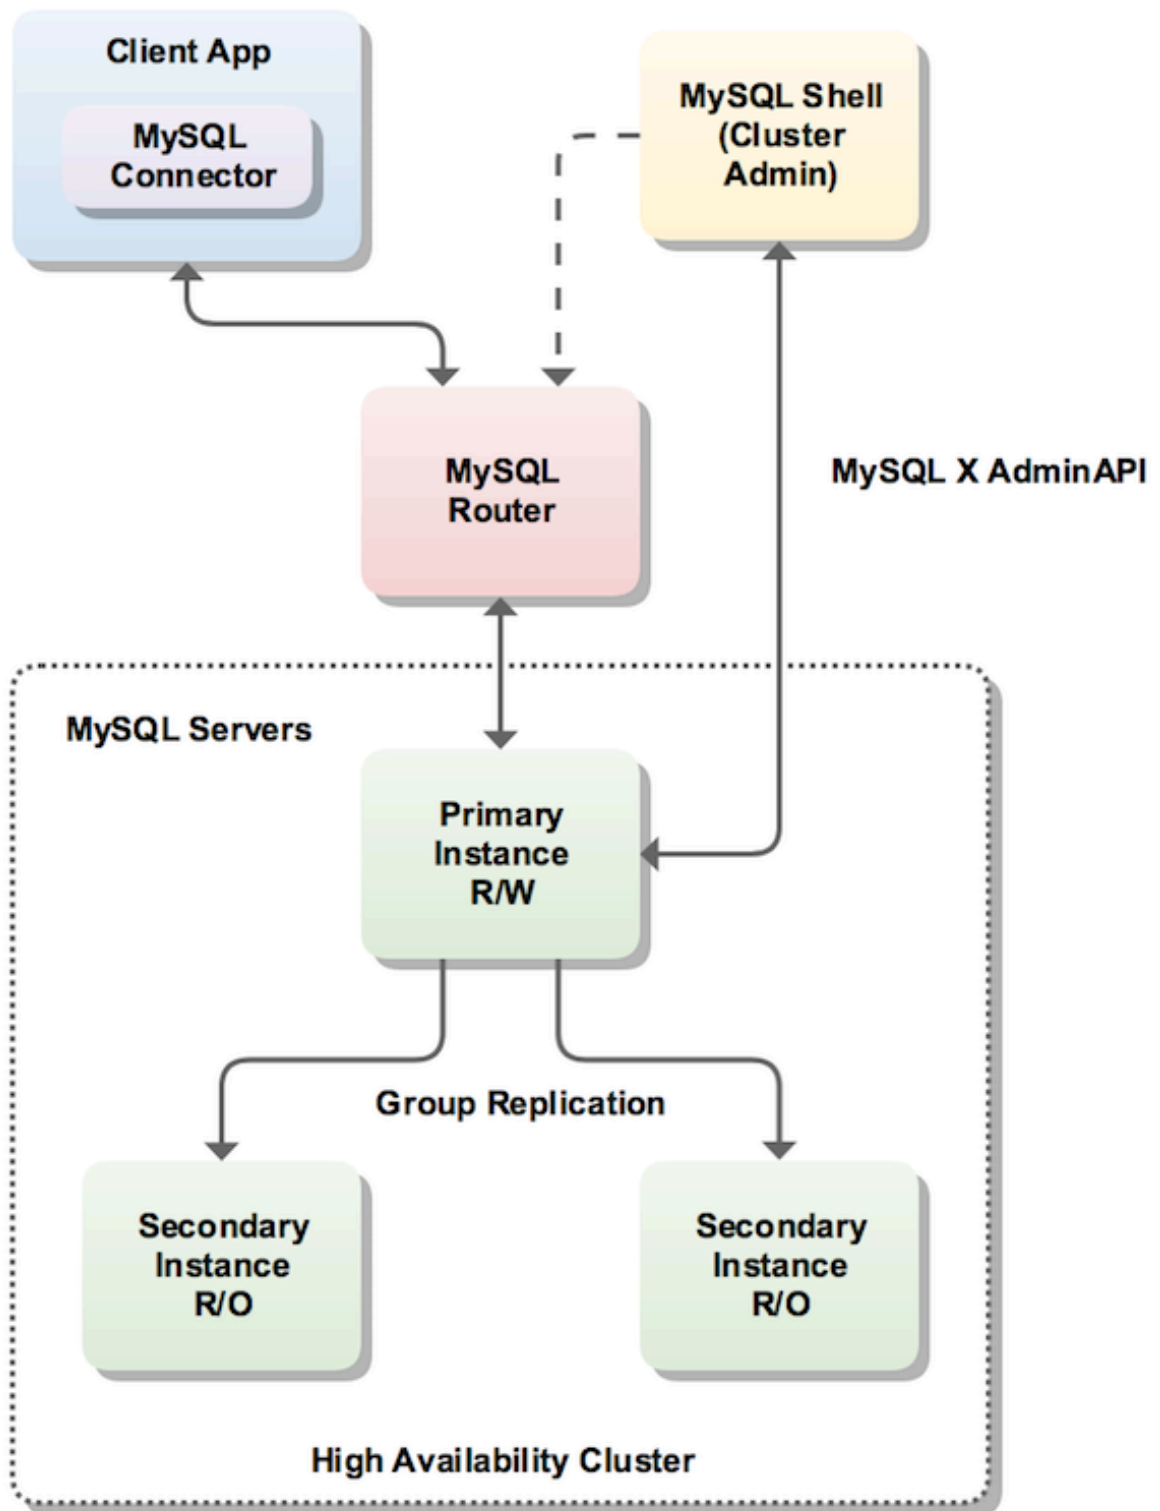 Client App
MySQL
Connector
MySQL Shell
(Cluster
Admin)
MySQL
Router
MySQL X AdminAPI
MySQL Servers
Primary
Instance
R/W
Group Replication
Secondary
Instance
R/O
Secondary
Instance
R/O
High Availability Cluster